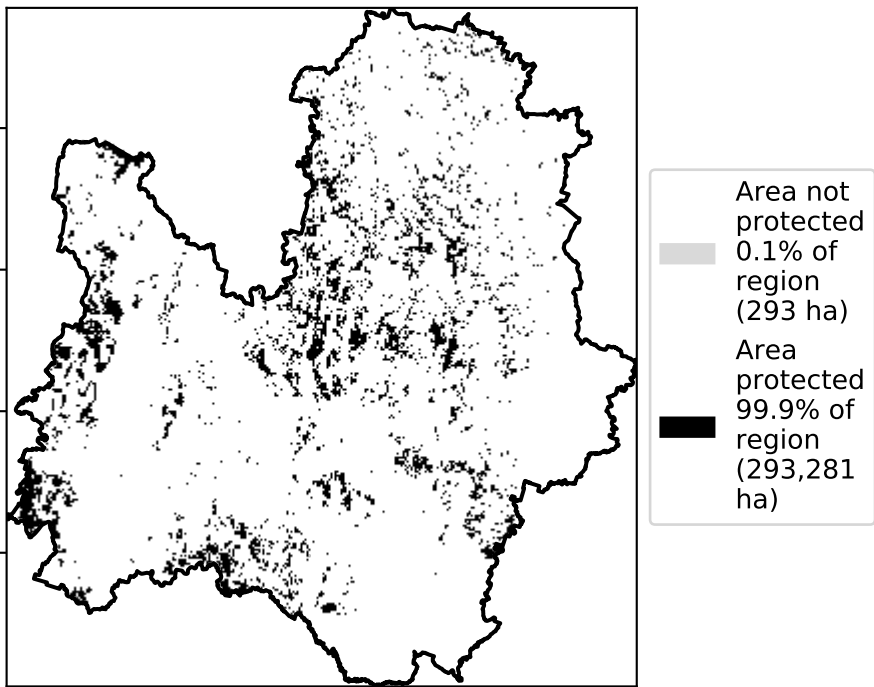 Area not
protected
0.1% of
region
(293 ha)
Area
protected
99.9% of
region
(293,281
ha)